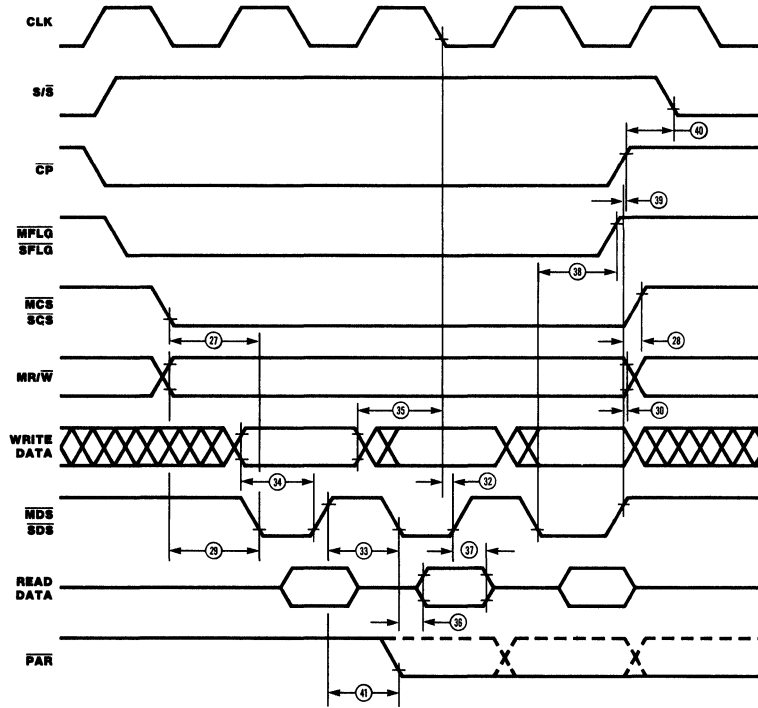 CLK
S/S̅
40
C̅P̅
39
M̅F̅L̅G̅
S̅F̅L̅G̅
38
M̅C̅S̅
S̅C̅S̅
27
28
MR/W̅
30
35
WRITE
DATA
34
32
M̅D̅S̅
S̅D̅S̅
29
33
37
READ
DATA
36
P̅A̅R̅
41